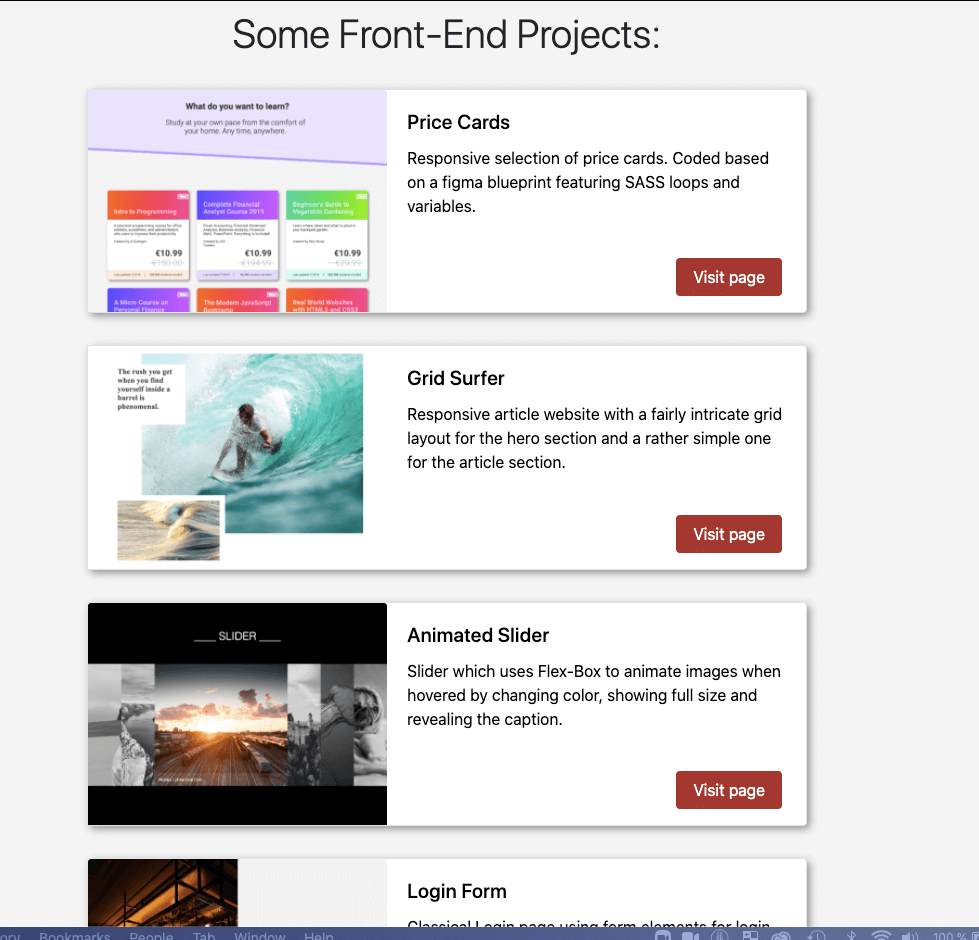 Some Front-End Projects:
What do you want to learn?
Study at your own pace from the comfort of
your home. Any time, anywhere.
Intro to Programming
€10.99
€150.00
Complete Financial
Analyst Course 2019
€10.99
€194.99
Beginner's Guide to
Vegetable Gardening
€10.99
€29.99
A Micro Course on
Personal Finance
The Modern JavaScript
Bootcamp
Real World Websites
with HTML5 and CSS3
Price Cards
Responsive selection of price cards. Coded based
on a figma blueprint featuring SASS loops and
variables.
Visit page
The rush you get
when you find
yourself inside a
barrel is
phenomenal.
Grid Surfer
Responsive article website with a fairly intricate grid
layout for the hero section and a rather simple one
for the article section.
Visit page
SLIDER
Animated Slider
Slider which uses Flex-Box to animate images when
hovered by changing color, showing full size and
revealing the caption.
Visit page
Login Form
Classical Login page using form elements for login
ory Bookmarks People Tab Window Help 100 %